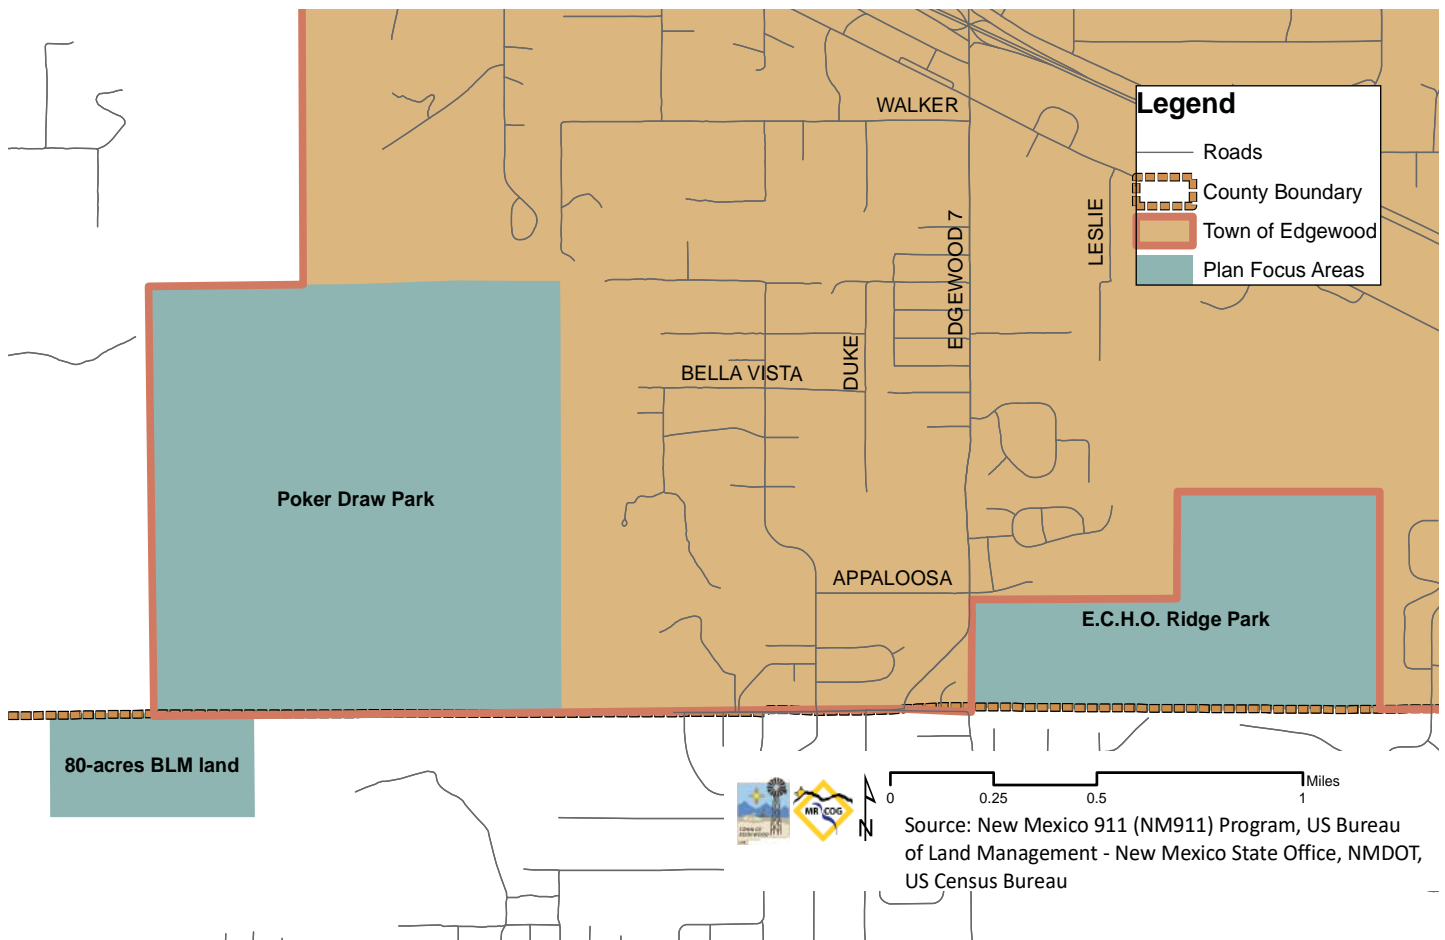 WALKER
Legend
Roads
County Boundary
Town of Edgewood
Plan Focus Areas
LESLIE
EDGEWOOD 7
DUKE
BELLA VISTA
Poker Draw Park
APPALOOSA
E.C.H.O. Ridge Park
80-acres BLM land
MR COG
N
Miles
0 0.25 0.5 1
Source: New Mexico 911 (NM911) Program, US Bureau
of Land Management - New Mexico State Office, NMDOT,
US Census Bureau